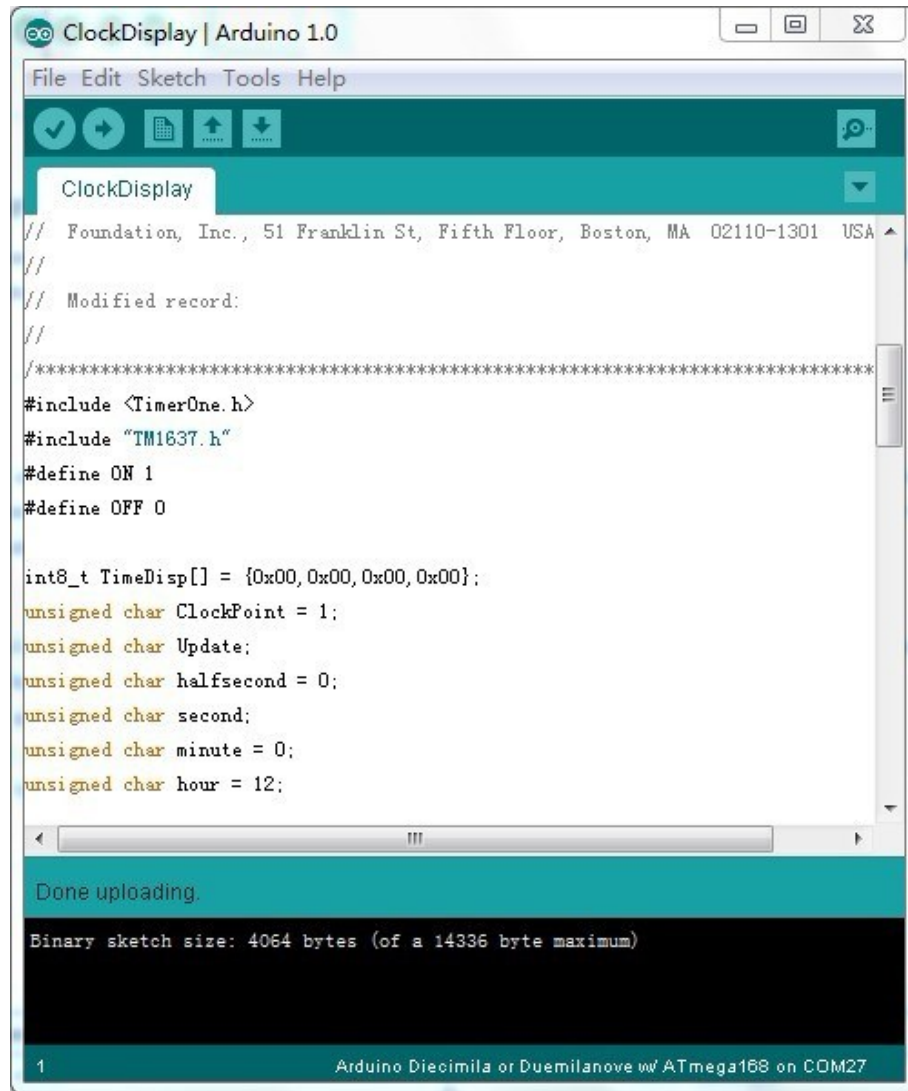 ClockDisplay | Arduino 1.0
File Edit Sketch Tools Help
ClockDisplay
//  Foundation, Inc., 51 Franklin St, Fifth Floor, Boston, MA  02110-1301  USA
//
//  Modified record:
//
/*******************************************************************************
#include <TimerOne.h>
#include "TM1637.h"
#define ON 1
#define OFF 0
int8_t TimeDisp[] = {0x00,0x00,0x00,0x00};
unsigned char ClockPoint = 1;
unsigned char Update;
unsigned char halfsecond = 0;
unsigned char second;
unsigned char minute = 0;
unsigned char hour = 12;
Done uploading.
Binary sketch size: 4064 bytes (of a 14336 byte maximum)
1 Arduino Diecimila or Duemilanove w/ ATmega168 on COM27